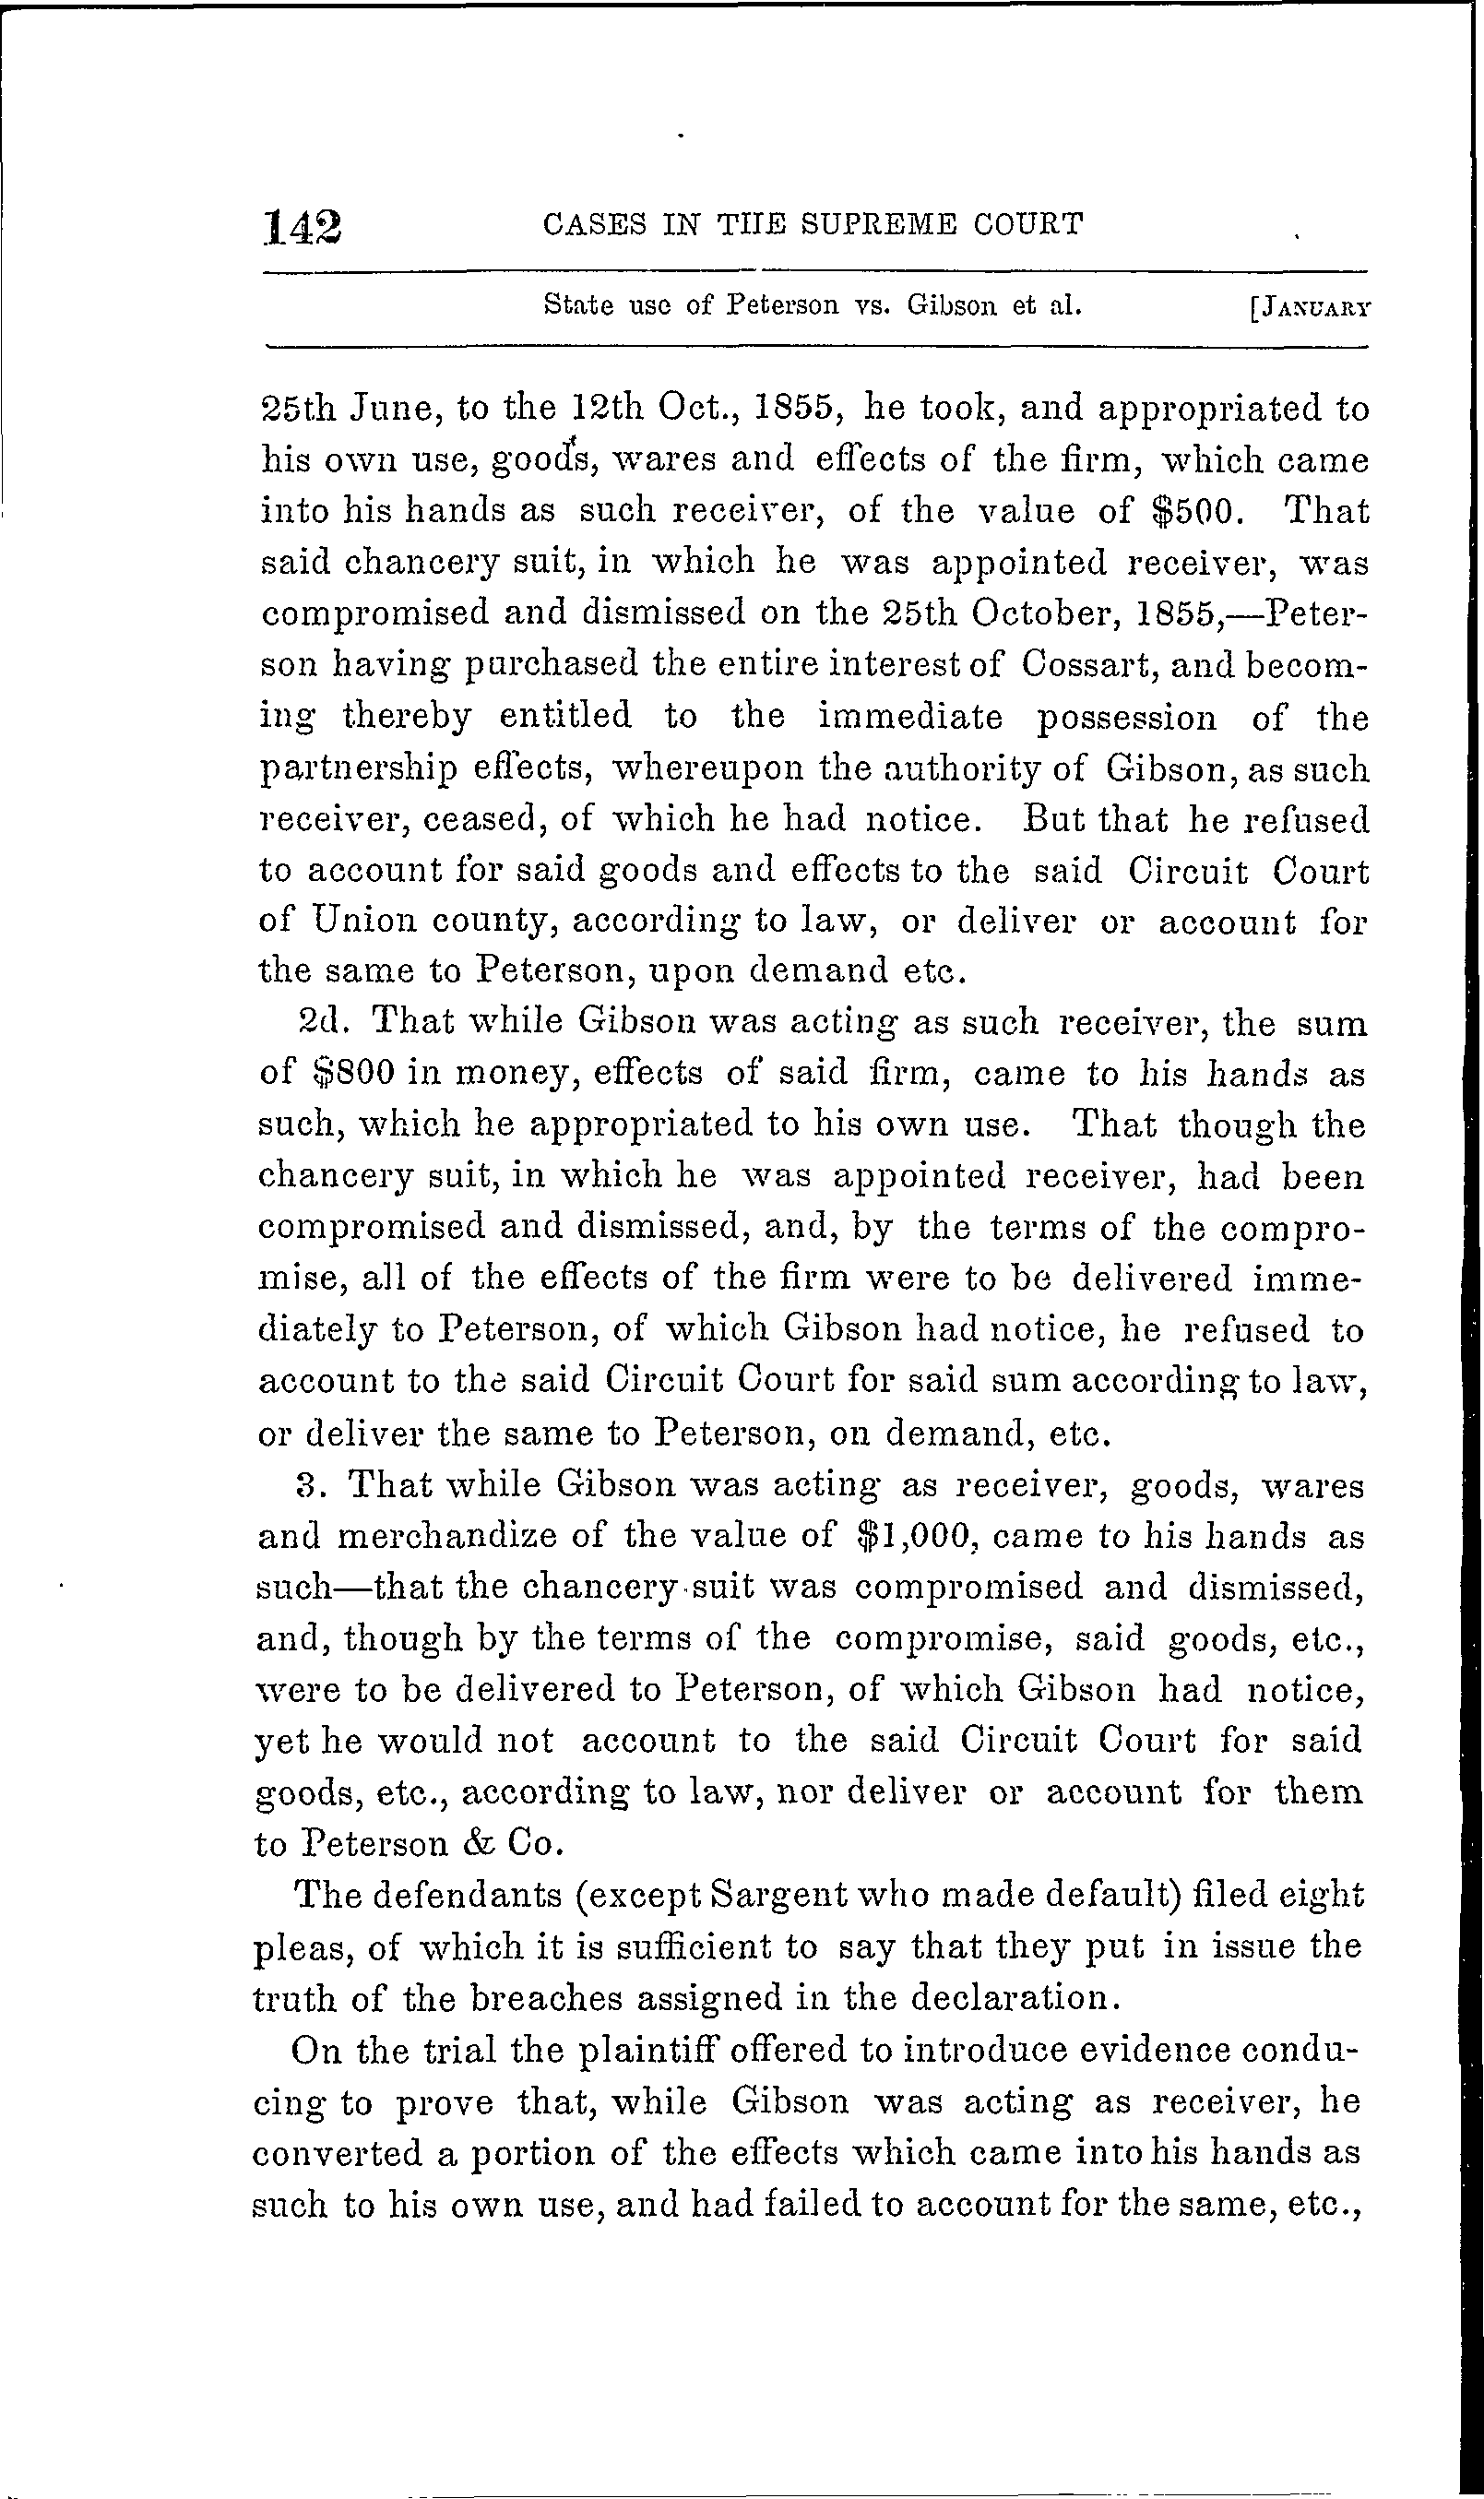 142 CASES IN THE SUPREME COURT
State use of Peterson vs. Gibson et al. [JANUARY
25th June, to the 12th Oct., 1855, he took, and appropriated to
his own use, goods, wares and effects of the firm, which came
into his hands as such receiver, of the value of $500. That
said chancery suit, in which he was appointed receiver, was
compromised and dismissed on the 25th October, 1855,—Peter-
son having purchased the entire interest of Cossart, and becom-
ing thereby entitled to the immediate possession of the
partnership effects, whereupon the authority of Gibson, as such
receiver, ceased, of which he had notice. But that he refused
to account for said goods and effects to the said Circuit Court
of Union county, according to law, or deliver or account for
the same to Peterson, upon demand etc.
2d. That while Gibson was acting as such receiver, the sum
of $800 in money, effects of said firm, came to his hands as
such, which he appropriated to his own use. That though the
chancery suit, in which he was appointed receiver, had been
compromised and dismissed, and, by the terms of the compro-
mise, all of the effects of the firm were to be delivered imme-
diately to Peterson, of which Gibson had notice, he refused to
account to the said Circuit Court for said sum according to law,
or deliver the same to Peterson, on demand, etc.
3. That while Gibson was acting as receiver, goods, wares
and merchandize of the value of $1,000, came to his hands as
such—that the chancery suit was compromised and dismissed,
and, though by the terms of the compromise, said goods, etc.,
were to be delivered to Peterson, of which Gibson had notice,
yet he would not account to the said Circuit Court for said
goods, etc., according to law, nor deliver or account for them
to Peterson & Co.
The defendants (except Sargent who made default) filed eight
pleas, of which it is sufficient to say that they put in issue the
truth of the breaches assigned in the declaration.
On the trial the plaintiff offered to introduce evidence condu-
cing to prove that, while Gibson was acting as receiver, he
converted a portion of the effects which came into his hands as
such to his own use, and had failed to account for the same, etc.,